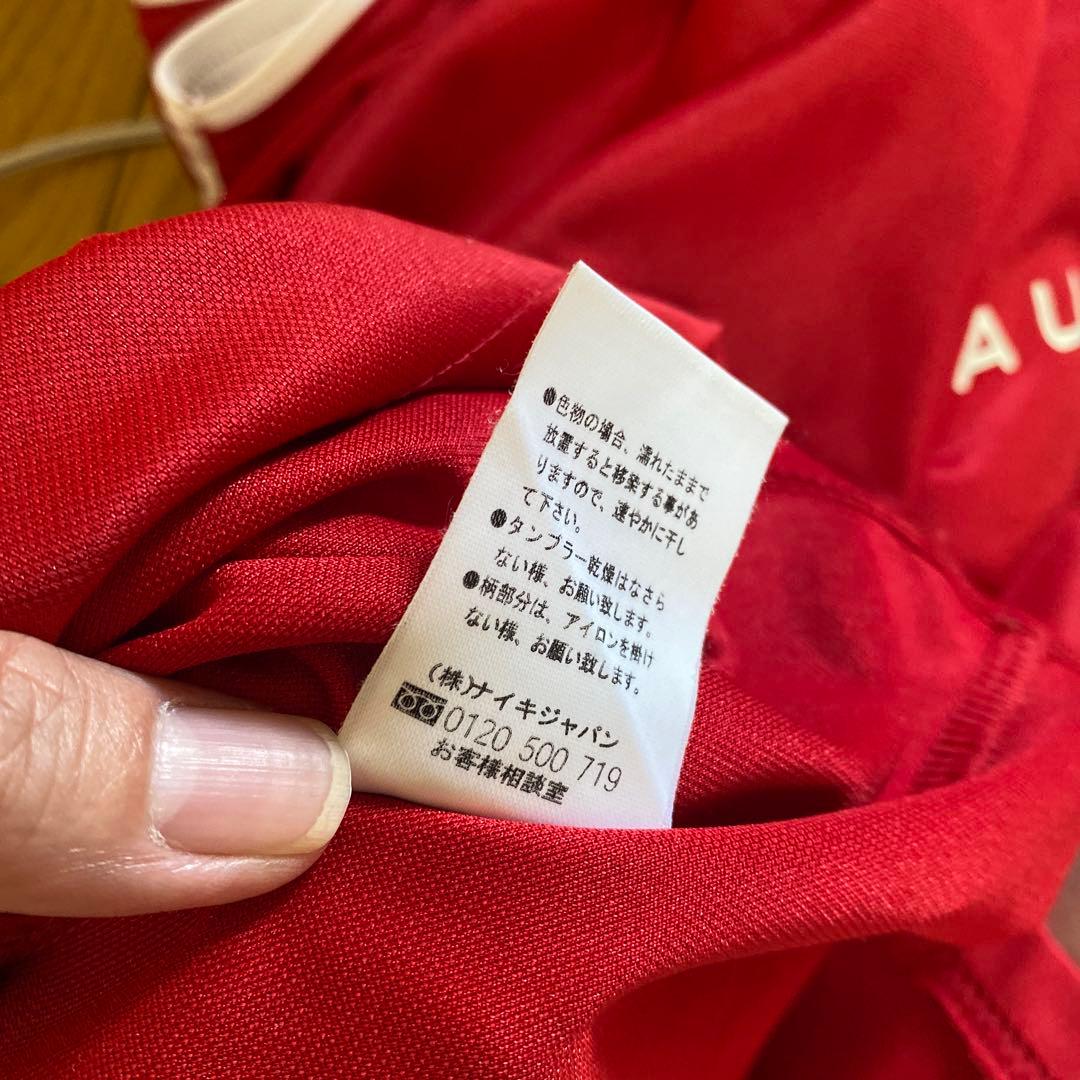 ●色物の場合、濡れたままで
放置すると移染する事があ
りますので、速やかに干し
て下さい。
●タンブラー乾燥はなさら
ない様、お願い致します。
●柄部分は、アイロンを掛け
ない様、お願い致します。
(株)ナイキジャパン
0120 500 719
お客様相談室
AU